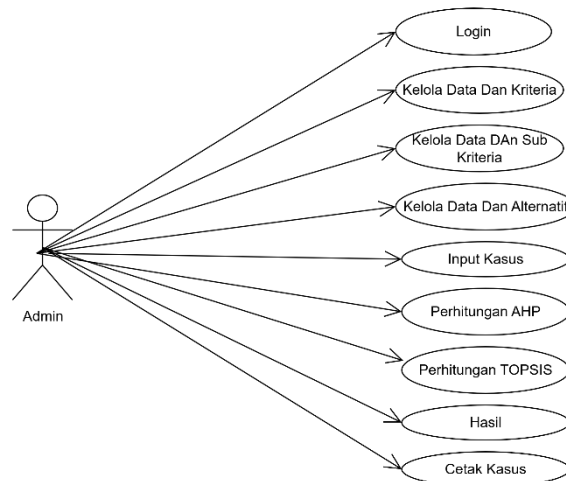 Login
Kelola Data Dan Kriteria
Kelola Data DAn Sub
Kriteria
Kelola Data Dan Alternatif
Input Kasus
Admin
Perhitungan AHP
Perhitungan TOPSIS
Hasil
Cetak Kasus